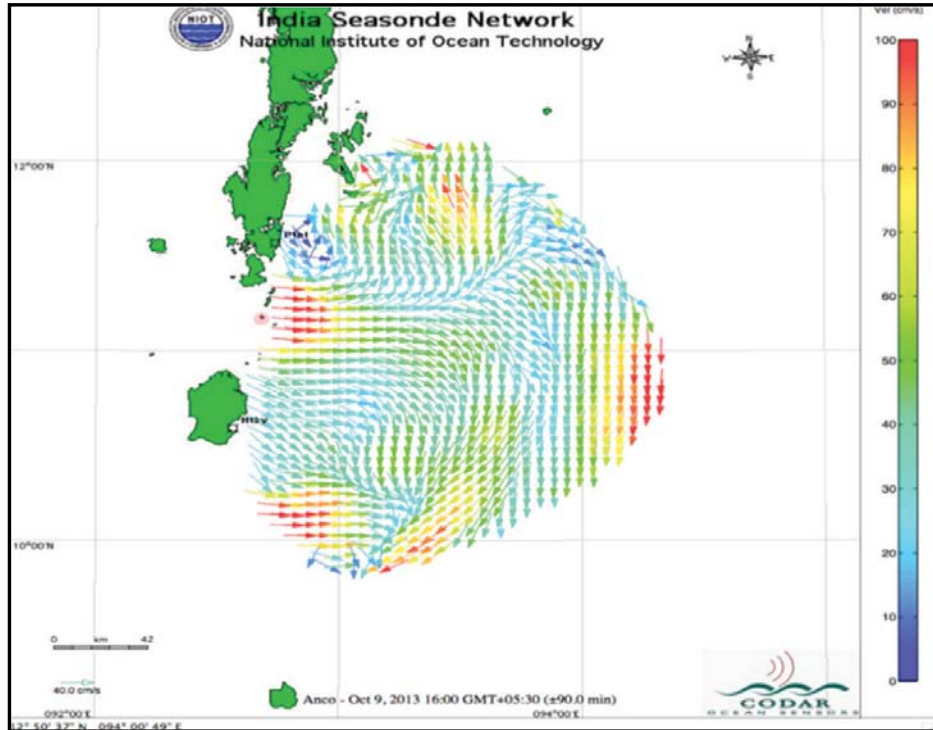 NIOT
India Seasonde Network
National Institute of Ocean Technology
Vel (cm/s)
N
W E
S
100
90
80
70
60
50
40
30
20
10
0
12°00'N
10°00'N
0 km 42
40.0 cm/s
092°00'E
094°00'E
Anco - Oct 9, 2013 16:00 GMT+05:30 (±90.0 min)
CODAR
OCEAN SENSORS
12° 50' 37" N 094° 00' 49" E